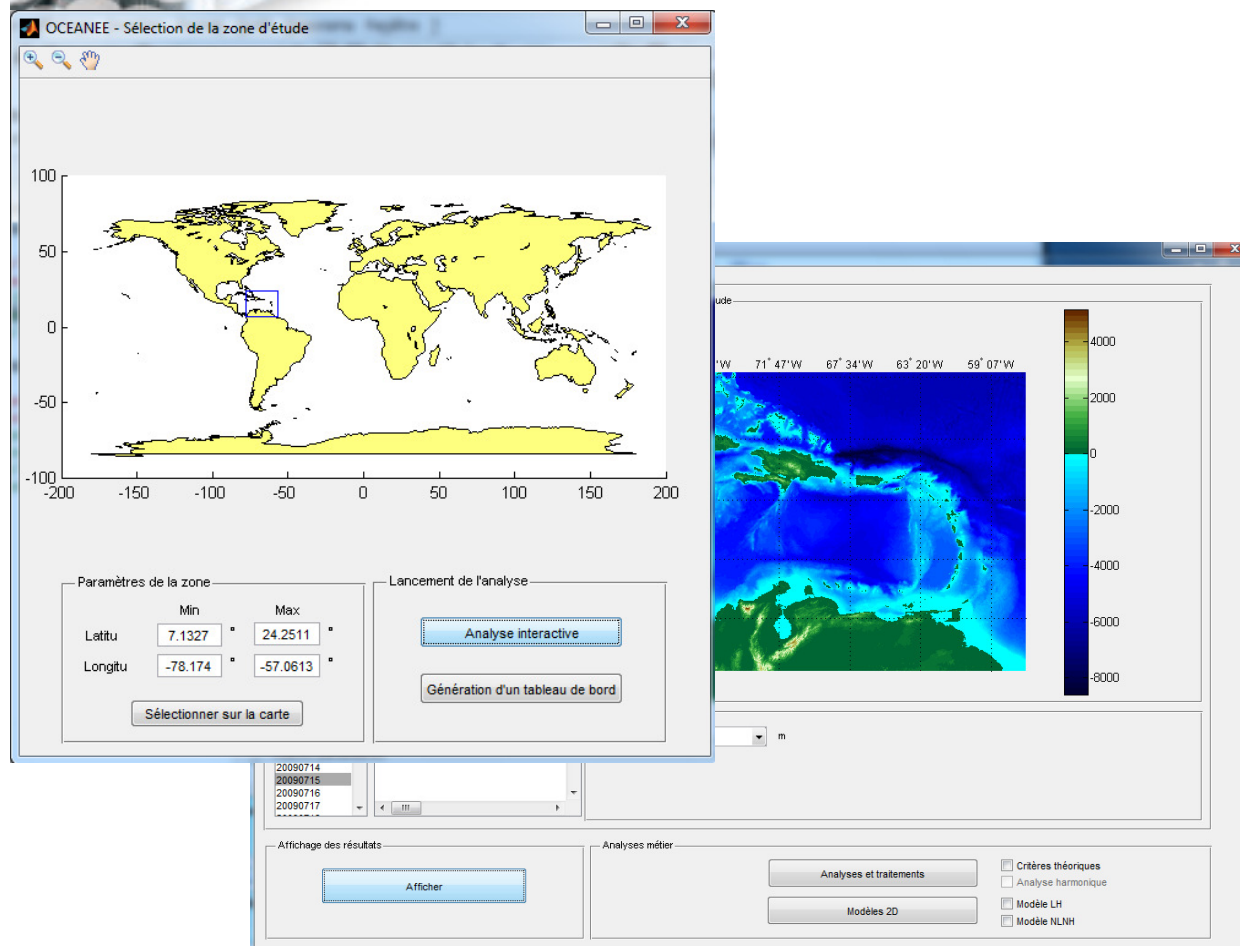 OCEANEE - Sélection de la zone d'étude
100
50
0
-50
-100
-200 -150 -100 -50 0 50 100 150 200
Paramètres de la zone
Min Max
Latitu 7.1327 ° 24.2511 °
Longitu -78.174 ° -57.0613 °
Sélectionner sur la carte
Lancement de l'analyse
Analyse interactive
Génération d'un tableau de bord
ude
'W 71° 47'W 67° 34'W 63° 20'W 59° 07'W
4000
2000
0
-2000
-4000
-6000
-8000
m
20090714
20090715
20090716
20090717
Affichage des résultats
Afficher
Analyses métier
Analyses et traitements
Modèles 2D
Critères théoriques
Analyse harmonique
Modèle LH
Modèle NLNH